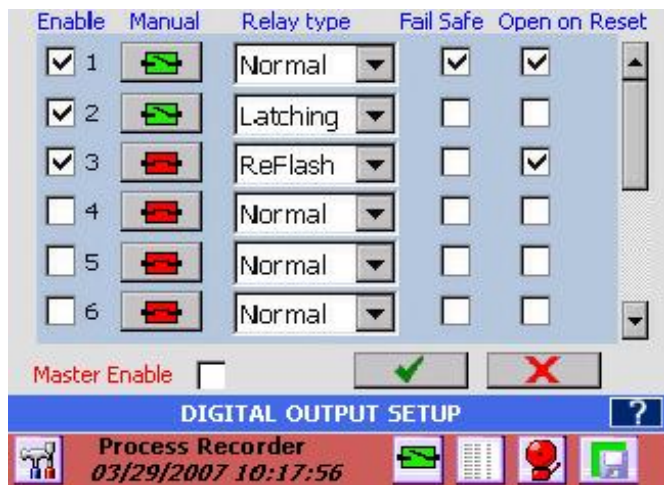 Enable Manual Relay type Fail Safe Open on Reset
1 Normal
2 Latching
3 ReFlash
4 Normal
5 Normal
6 Normal
Master Enable
DIGITAL OUTPUT SETUP ?
Process Recorder
03/29/2007 10:17:56